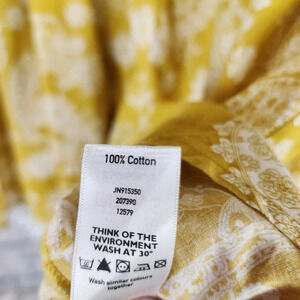 100% Cotton
JN915350
207390
12579
THINK OF THE
ENVIRONMENT
WASH AT 30°
Wash similar colours
together